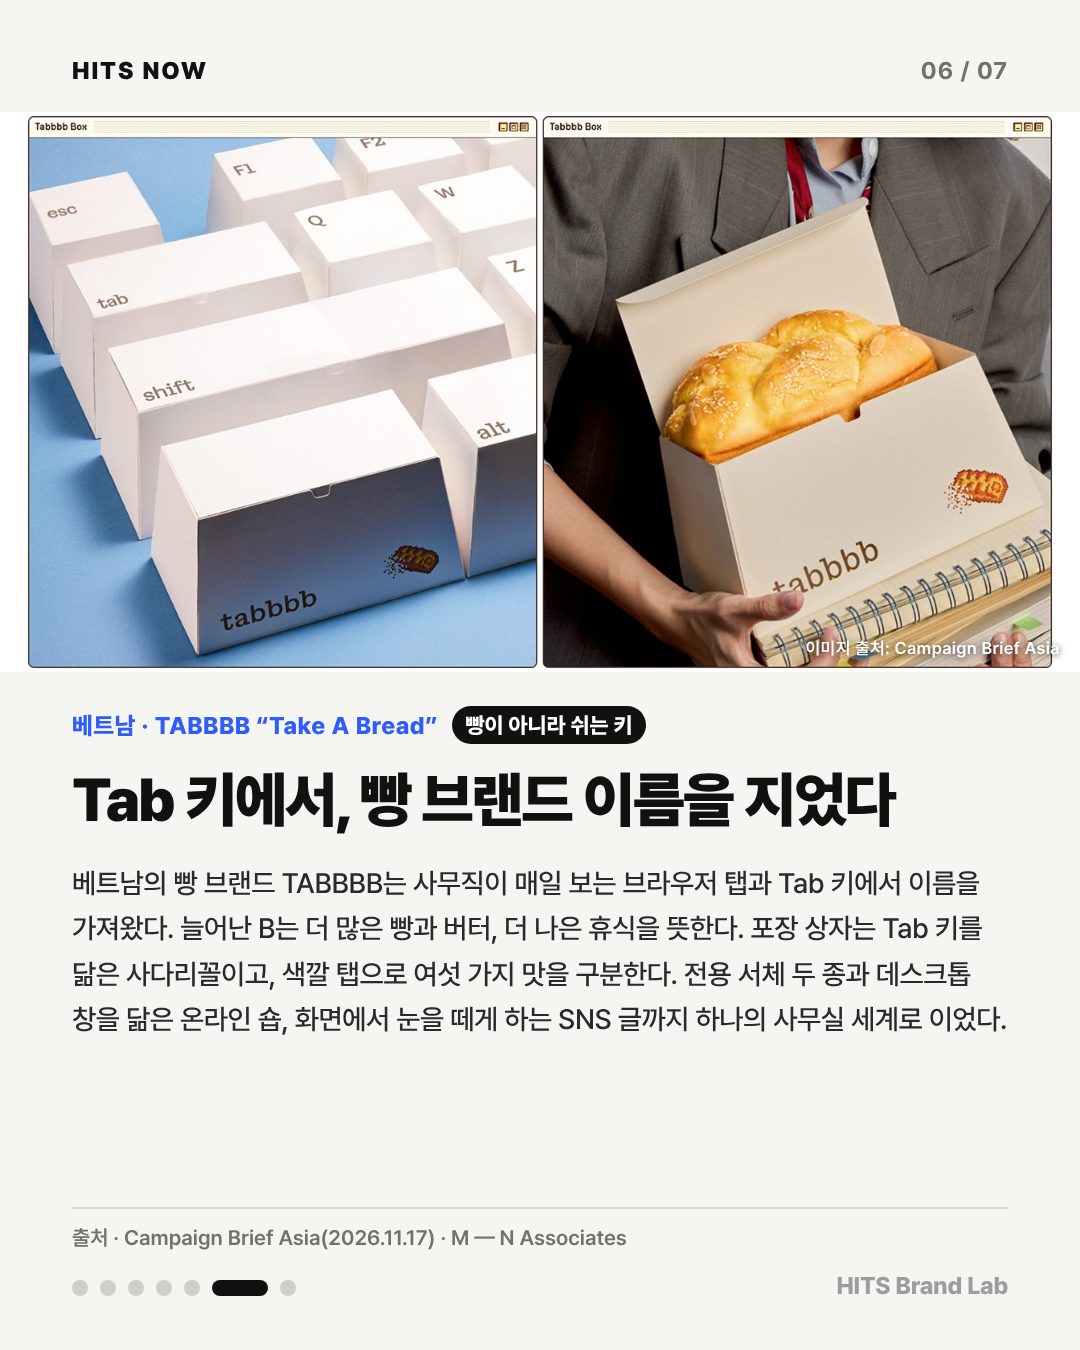 HITS NOW
06 / 07
Tabbbb Box
Tabbbb Box
esc
F1
F2
tab
Q
W
shift
Z
alt
tabbbb
tabbbb
이미지 출처: Campaign Brief Asia
베트남 · TABBBB “Take A Bread”
빵이 아니라 쉬는 키
Tab 키에서, 빵 브랜드 이름을 지었다
베트남의 빵 브랜드 TABBBB는 사무직이 매일 보는 브라우저 탭과 Tab 키에서 이름을
가져왔다. 늘어난 B는 더 많은 빵과 버터, 더 나은 휴식을 뜻한다. 포장 상자는 Tab 키를
닮은 사다리꼴이고, 색깔 탭으로 여섯 가지 맛을 구분한다. 전용 서체 두 종과 데스크톱
창을 닮은 온라인 숍, 화면에서 눈을 떼게 하는 SNS 글까지 하나의 사무실 세계로 이었다.
출처 · Campaign Brief Asia(2026.11.17) · M — N Associates
HITS Brand Lab